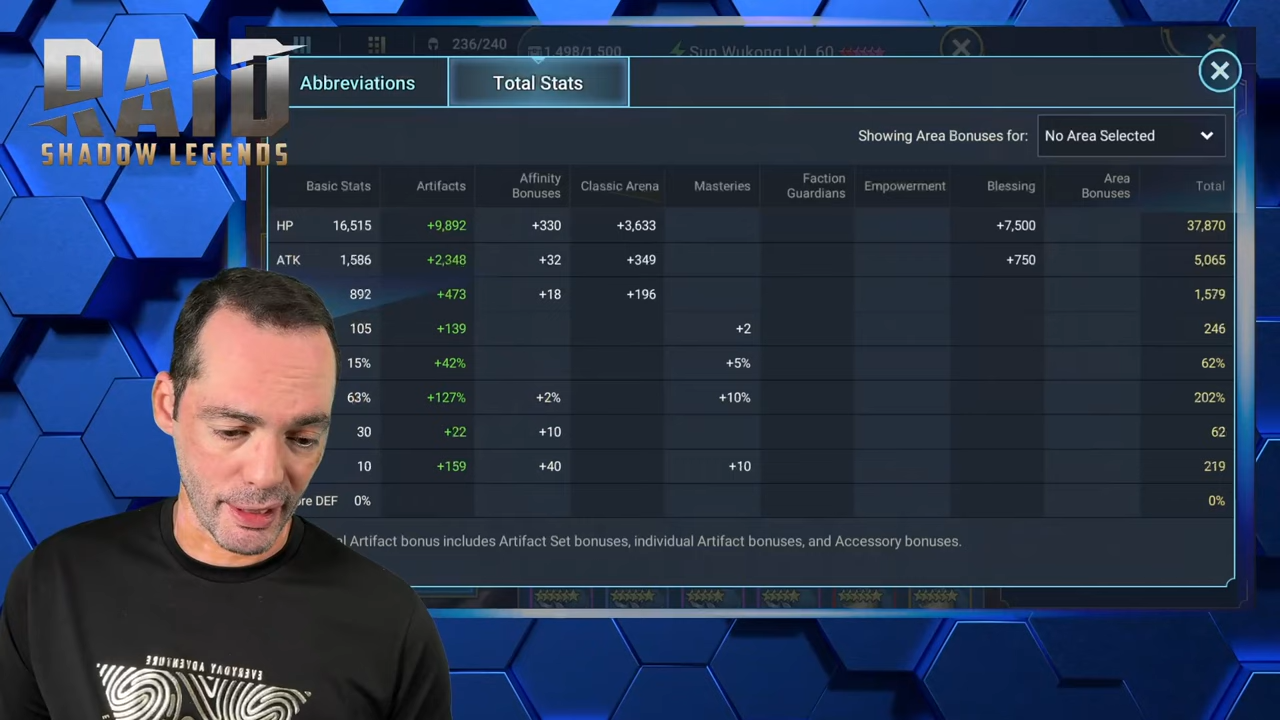 RAID
SHADOW LEGENDS
236/240
1,498/1,500
Sun Wukong Lvl. 60
Abbreviations
Total Stats
Showing Area Bonuses for:
No Area Selected
Basic Stats Artifacts Affinity Bonuses Classic Arena Masteries Faction Guardians Empowerment Blessing Area Bonuses Total
HP 16,515 +9,892 +330 +3,633 +7,500 37,870
ATK 1,586 +2,348 +32 +349 +750 5,065
892 +473 +18 +196 1,579
105 +139 +2 246
15% +42% +5% 62%
63% +127% +2% +10% 202%
30 +22 +10 62
10 +159 +40 +10 219
ore DEF 0% 0%
al Artifact bonus includes Artifact Set bonuses, individual Artifact bonuses, and Accessory bonuses.
EVERYDAY ADVENTURE